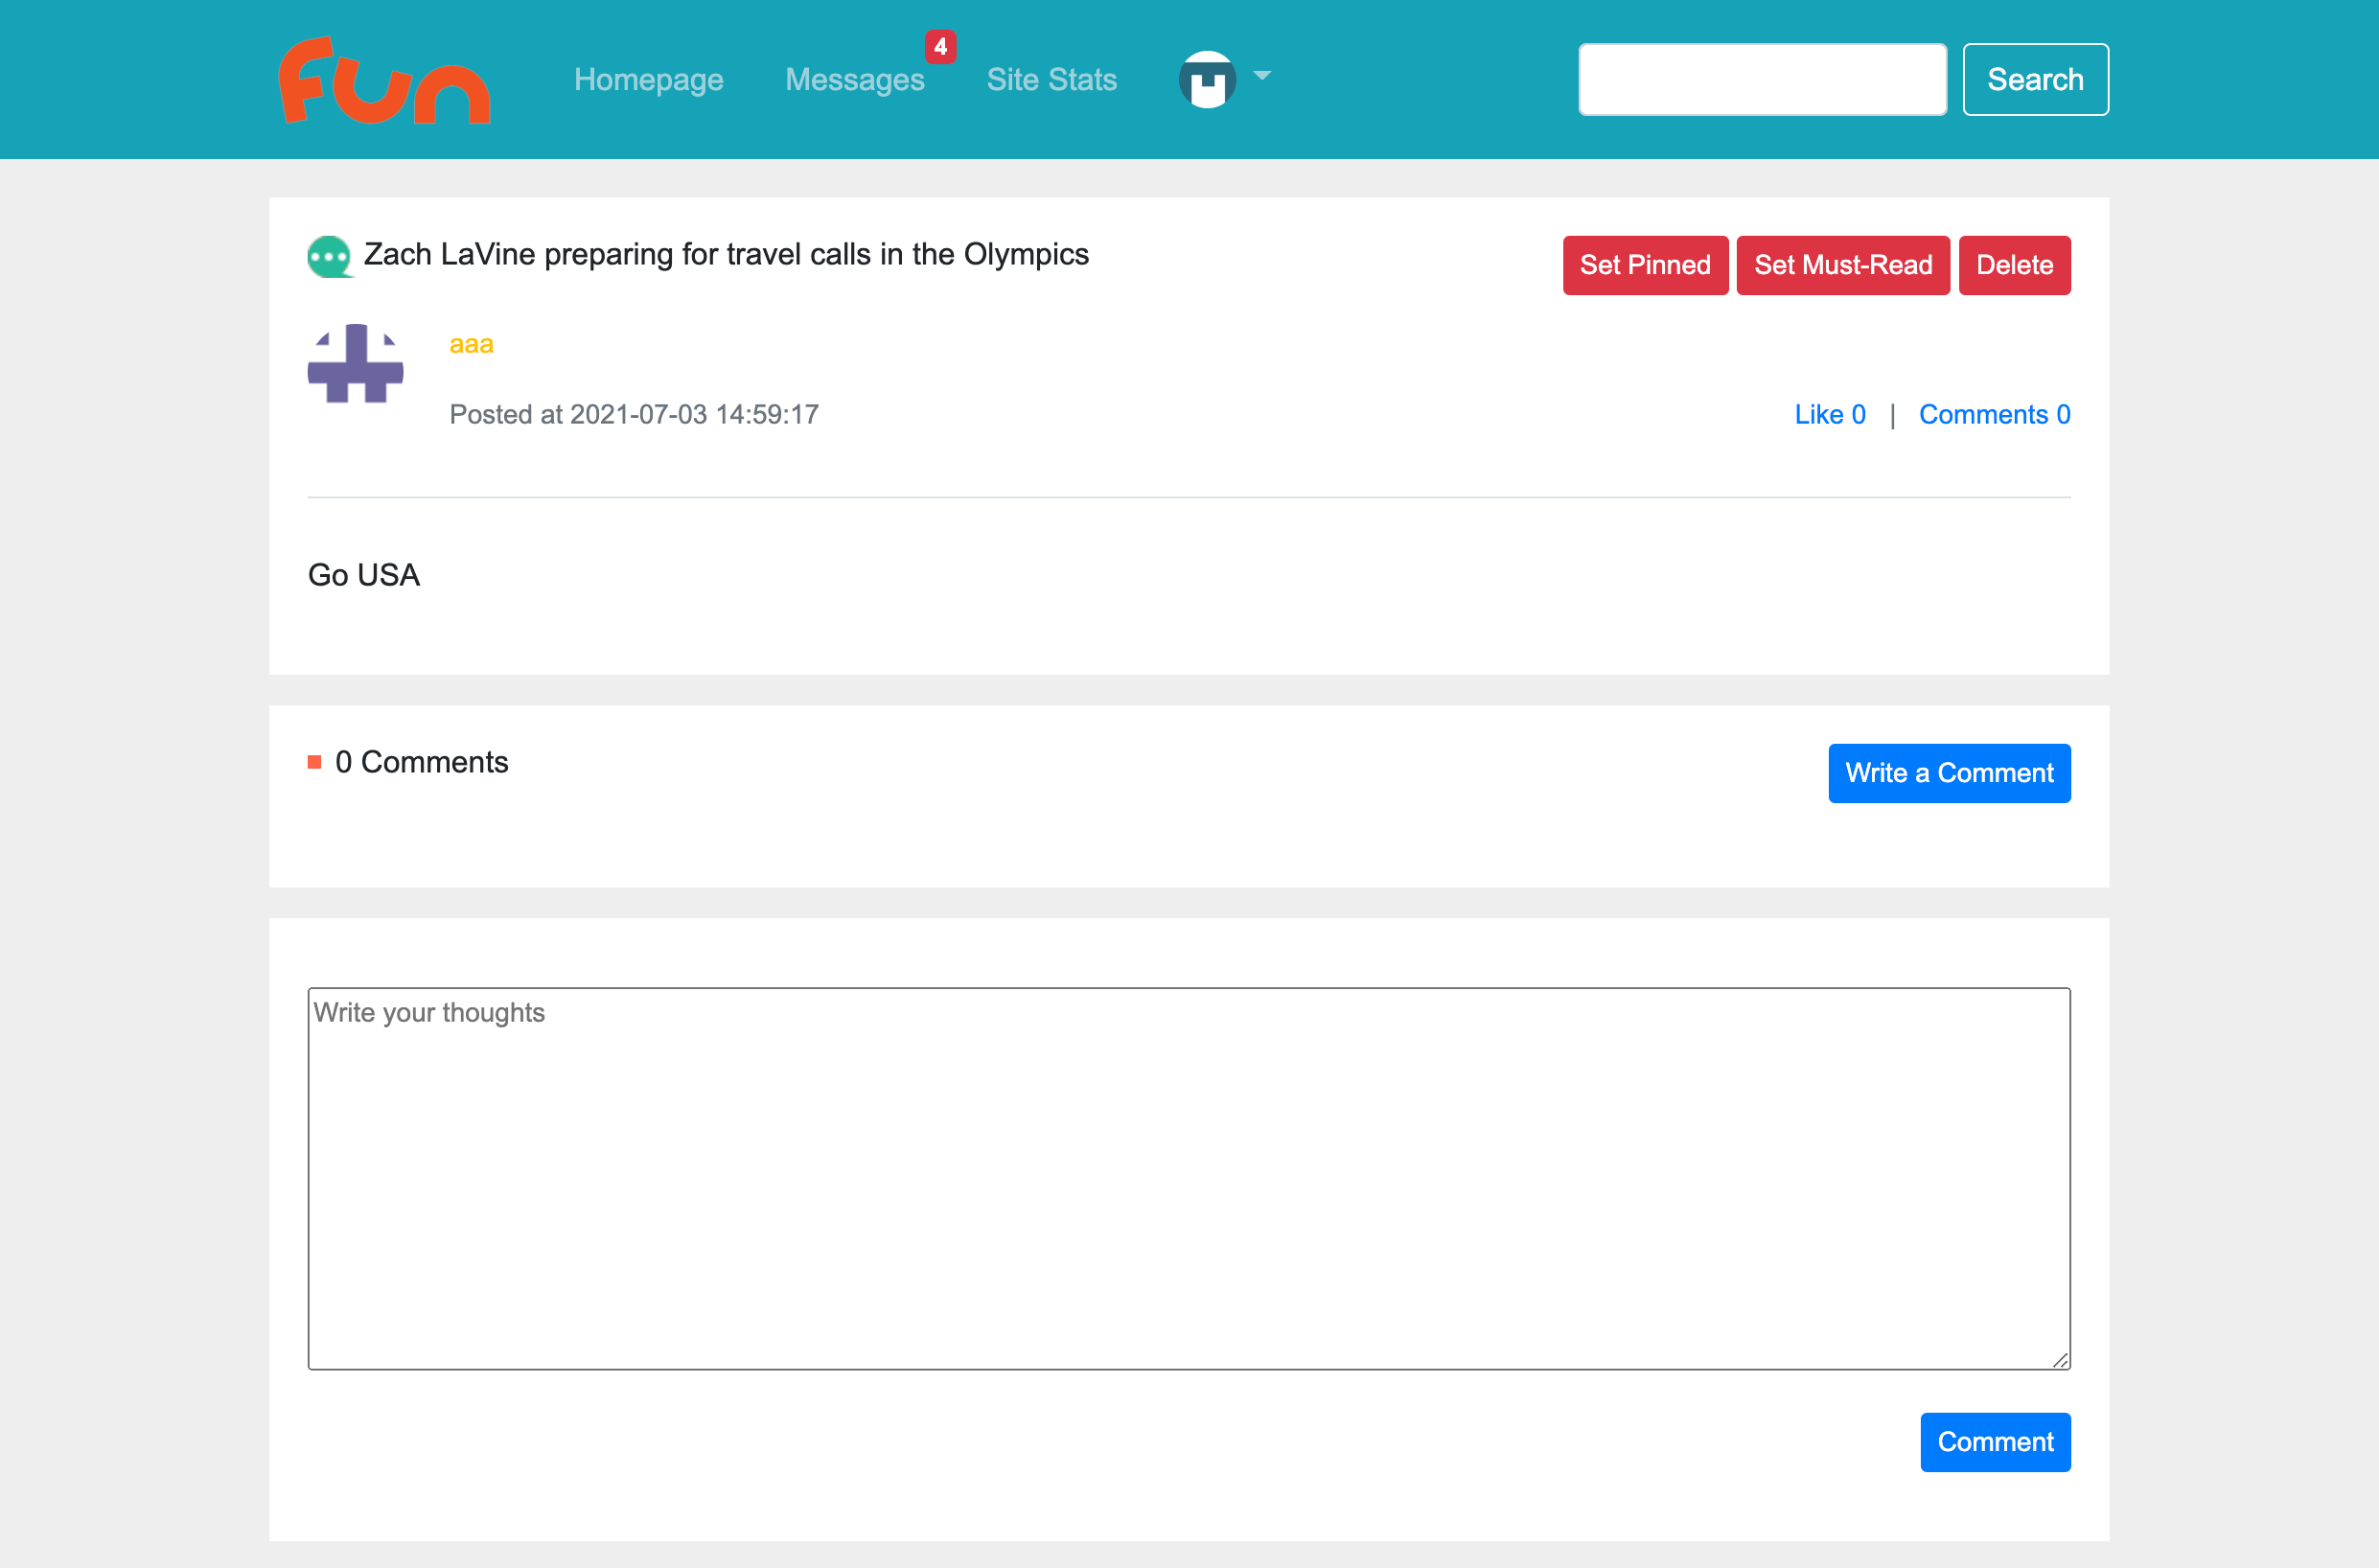 fun
Homepage
Messages
4
Site Stats
Search
Zach LaVine preparing for travel calls in the Olympics
Set Pinned
Set Must-Read
Delete
aaa
Posted at 2021-07-03 14:59:17
Like 0 | Comments 0
Go USA
0 Comments
Write a Comment
Write your thoughts
Comment